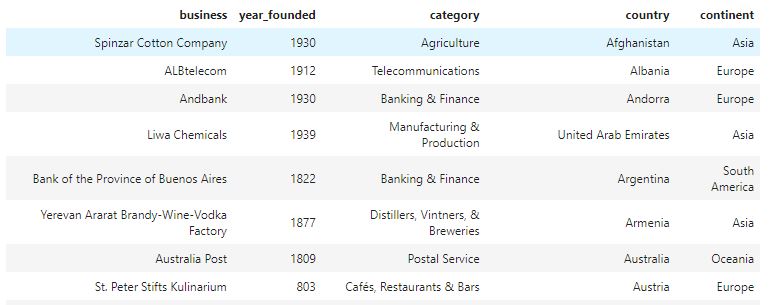 business year_founded category country continent
Spinzar Cotton Company 1930 Agriculture Afghanistan Asia
ALBtelecom 1912 Telecommunications Albania Europe
Andbank 1930 Banking & Finance Andorra Europe
Liwa Chemicals 1939 Manufacturing &
Production United Arab Emirates Asia
Bank of the Province of Buenos Aires 1822 Banking & Finance Argentina South
America
Yerevan Ararat Brandy-Wine-Vodka
Factory 1877 Distillers, Vintners, &
Breweries Armenia Asia
Australia Post 1809 Postal Service Australia Oceania
St. Peter Stifts Kulinarium 803 Cafés, Restaurants & Bars Austria Europe